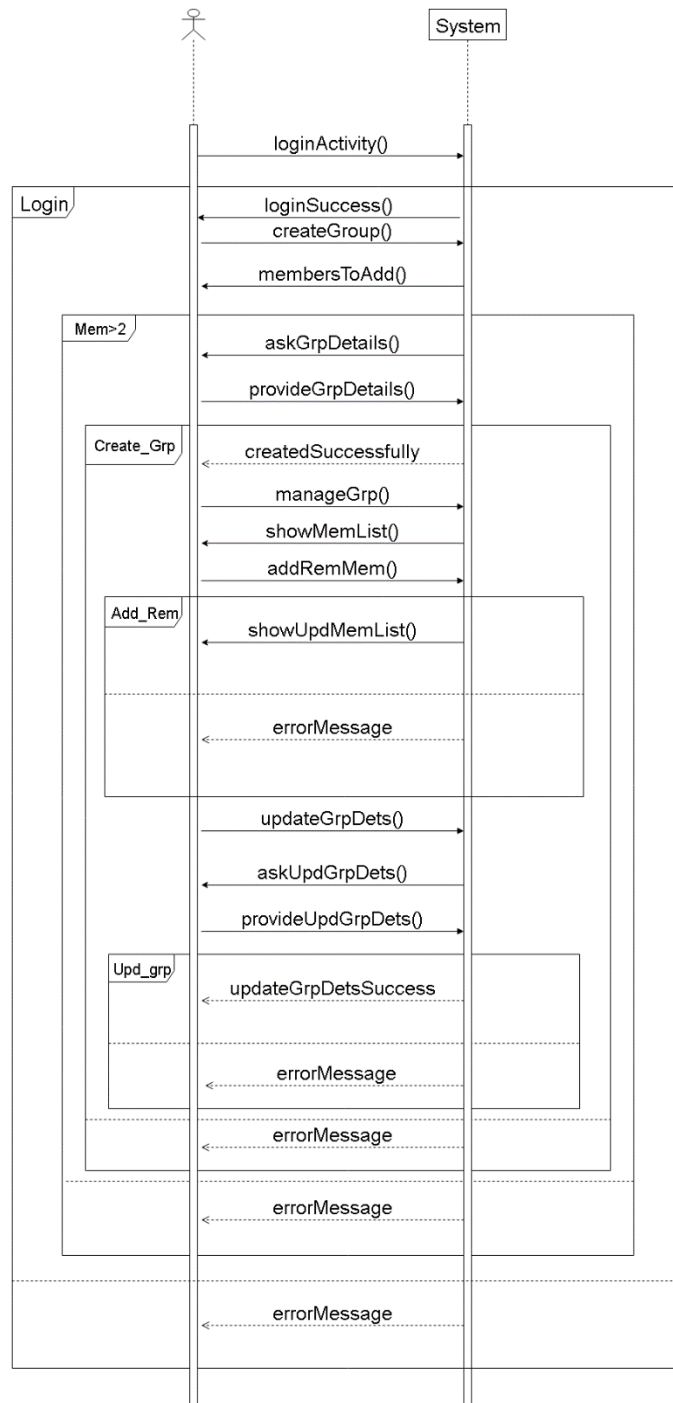 System
loginActivity()
Login
loginSuccess()
createGroup()
membersToAdd()
Mem>2
askGrpDetails()
provideGrpDetails()
Create_Grp
createdSuccessfully
manageGrp()
showMemList()
addRemMem()
Add_Rem
showUpdMemList()
errorMessage
updateGrpDets()
askUpdGrpDets()
provideUpdGrpDets()
Upd_grp
updateGrpDetsSuccess
errorMessage
errorMessage
errorMessage
errorMessage